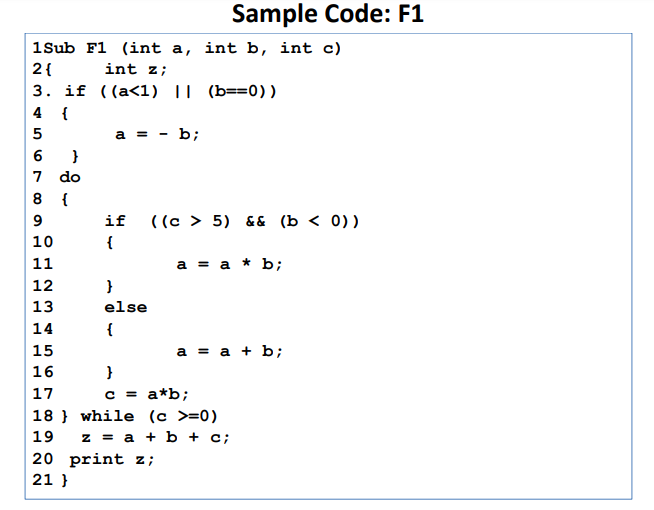 Sample Code: F1
1Sub F1 (int a, int b, int c)
2{ int z;
3. if ((a<1) || (b==0))
4 {
5 a = - b;
6 }
7 do
8 {
9 if ((c > 5) && (b < 0))
10 {
11 a = a * b;
12 }
13 else
14 {
15 a = a + b;
16 }
17 c = a*b;
18 } while (c >=0)
19 z = a + b + c;
20 print z;
21 }